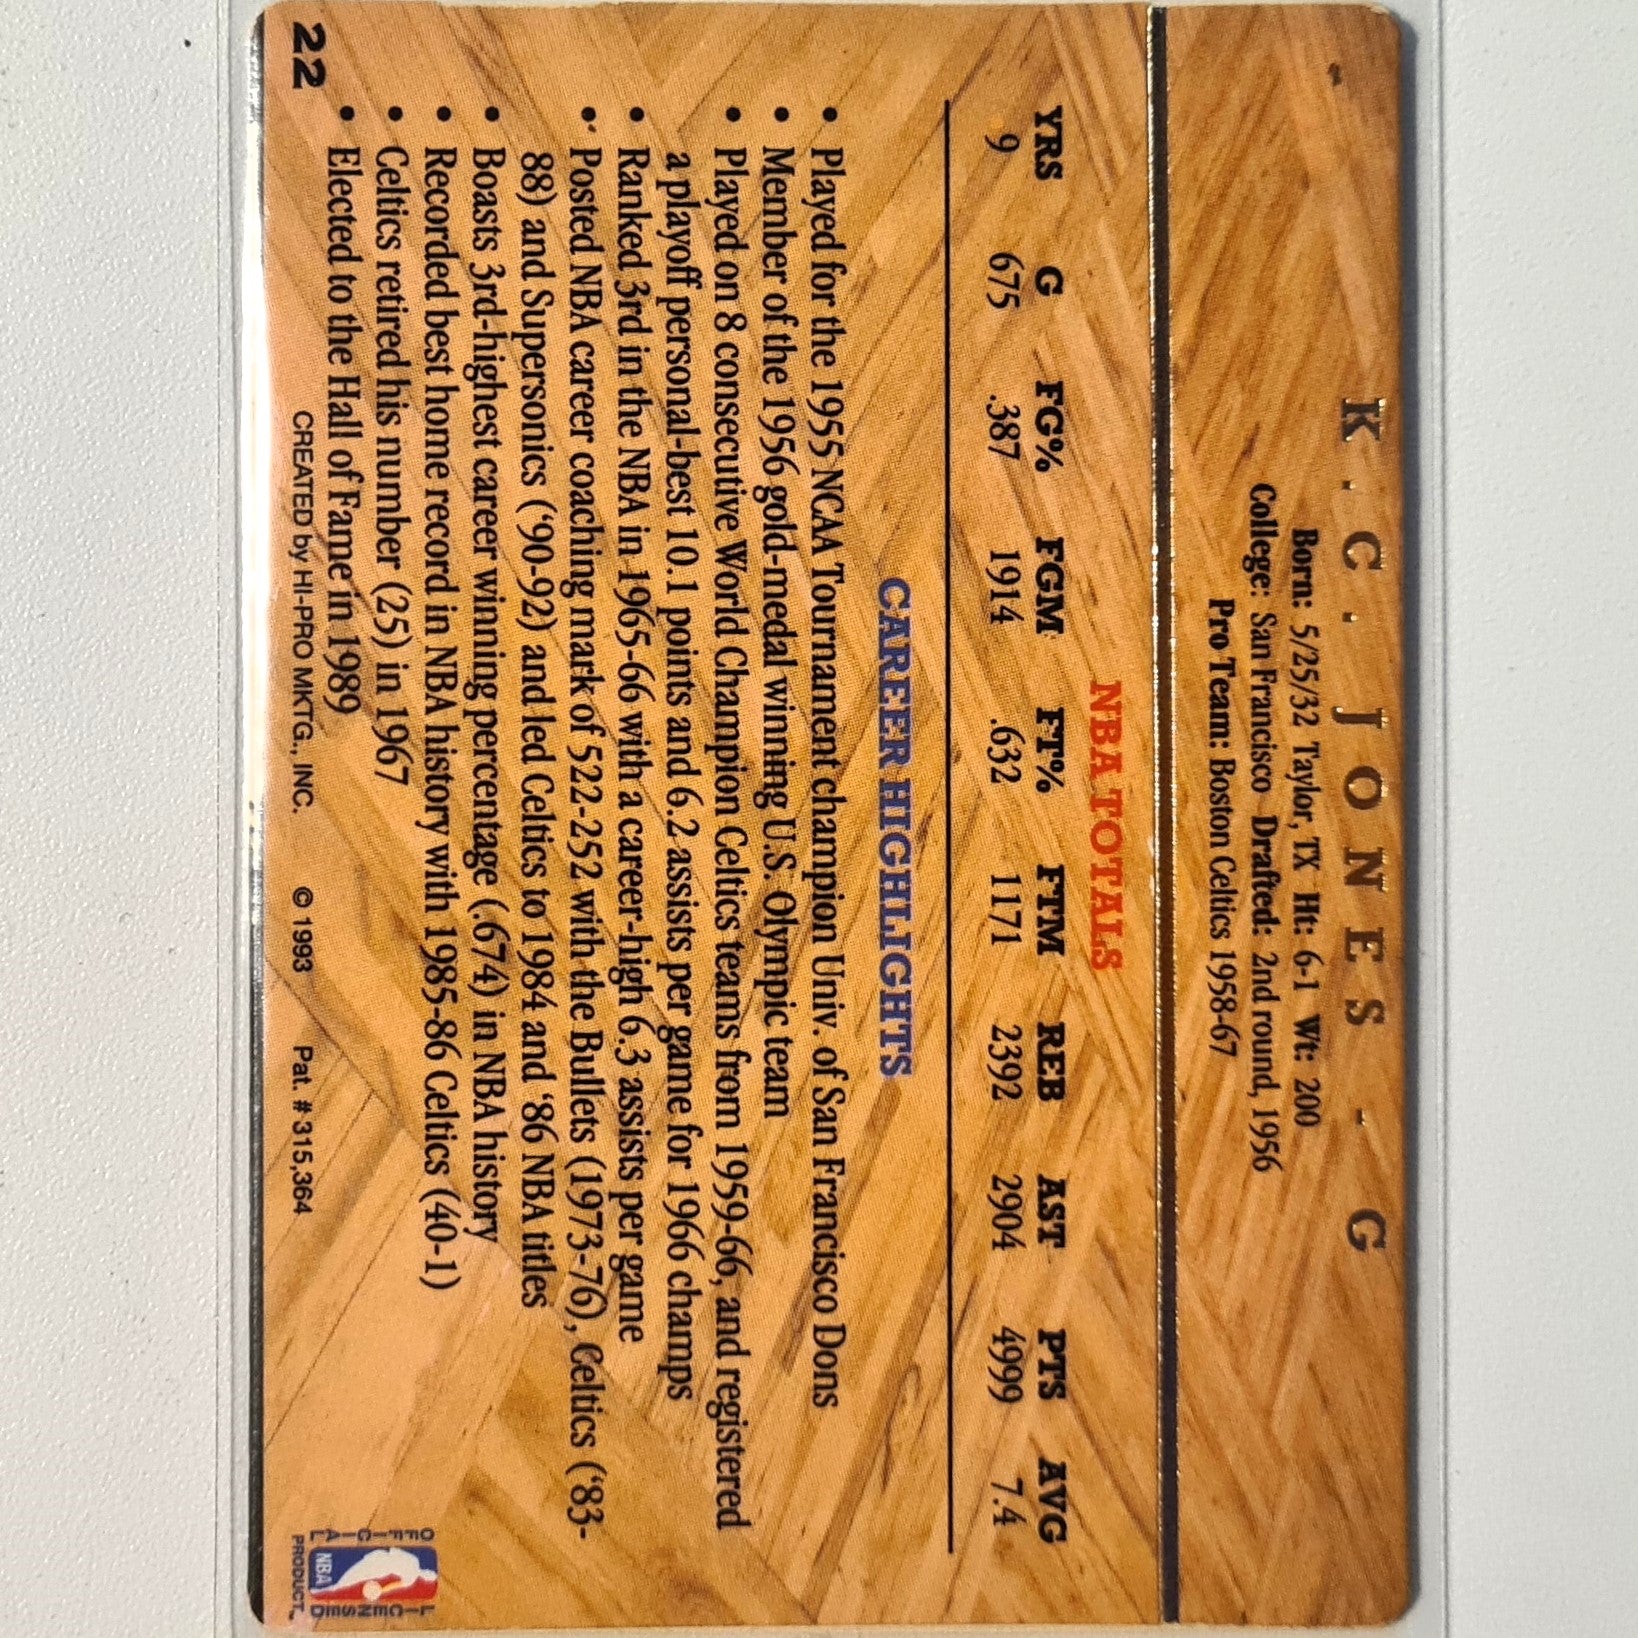 K.C. JONES - G
Born: 5/25/32 Taylor, TX Ht: 6-1 Wt: 200
College: San Francisco Drafted: 2nd round, 1956
Pro Team: Boston Celtics 1958-67
NBA TOTALS
YRS G FG% FGM FT% FTM REB AST PTS AVG
9 675 .387 1914 .632 1171 2392 2904 4999 7.4
CAREER HIGHLIGHTS
• Played for the 1955 NCAA Tournament champion Univ. of San Francisco Dons
• Member of the 1956 gold-medal winning U.S. Olympic team
• Played on 8 consecutive World Champion Celtics teams from 1959-66, and registered
a playoff personal-best 10.1 points and 6.2 assists per game for 1966 champs
• Ranked 3rd in the NBA in 1965-66 with a career-high 6.3 assists per game
• Posted NBA career coaching mark of 522-252 with the Bullets (1973-76), Celtics ('83-
88) and Supersonics ('90-92) and led Celtics to 1984 and '86 NBA titles
• Boasts 3rd-highest career winning percentage (.674) in NBA history
• Recorded best home record in NBA history with 1985-86 Celtics (40-1)
• Celtics retired his number (25) in 1967
• Elected to the Hall of Fame in 1989
22 CREATED by HI-PRO MKTG., INC. © 1993 Pat. # 315,364
OFFICIAL NBA LICENSED
PRODUCT™